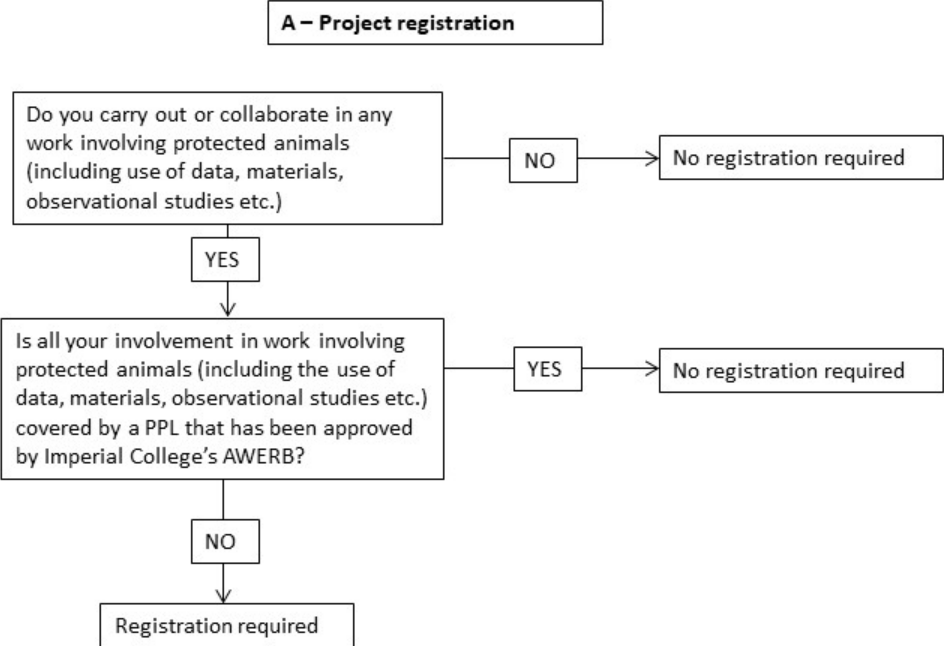 A – Project registration
Do you carry out or collaborate in any
work involving protected animals
(including use of data, materials,
observational studies etc.)
NO
No registration required
YES
Is all your involvement in work involving
protected animals (including the use of
data, materials, observational studies etc.)
covered by a PPL that has been approved
by Imperial College’s AWERB?
YES
No registration required
NO
Registration required